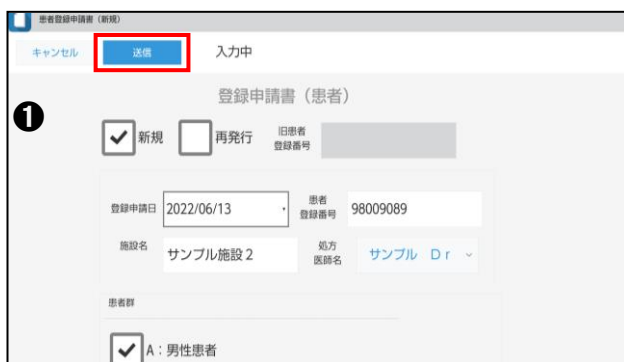 患者登録申請書（新規）
キャンセル 送信 入力中
登録申請書（患者）
❶
新規 再発行 旧患者
登録番号
登録申請日 2022/06/13 患者
登録番号 98009089
施設名 サンプル施設２ 処方
医師名 サンプル　Ｄｒ
患者群
A：男性患者